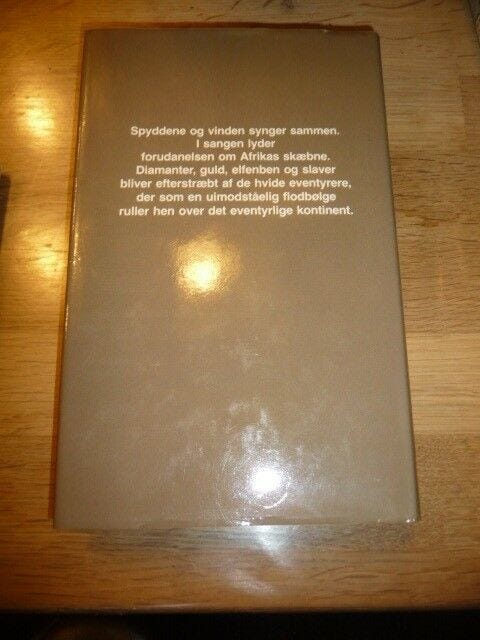 Spyddene og vinden synger sammen.
I sangen lyder
forudanelsen om Afrikas skæbne.
Diamanter, guld, elfenben og slaver
bliver efterstræbt af de hvide eventyrere,
der som en uimodståelig flodbølge
ruller hen over det eventyrlige kontinent.